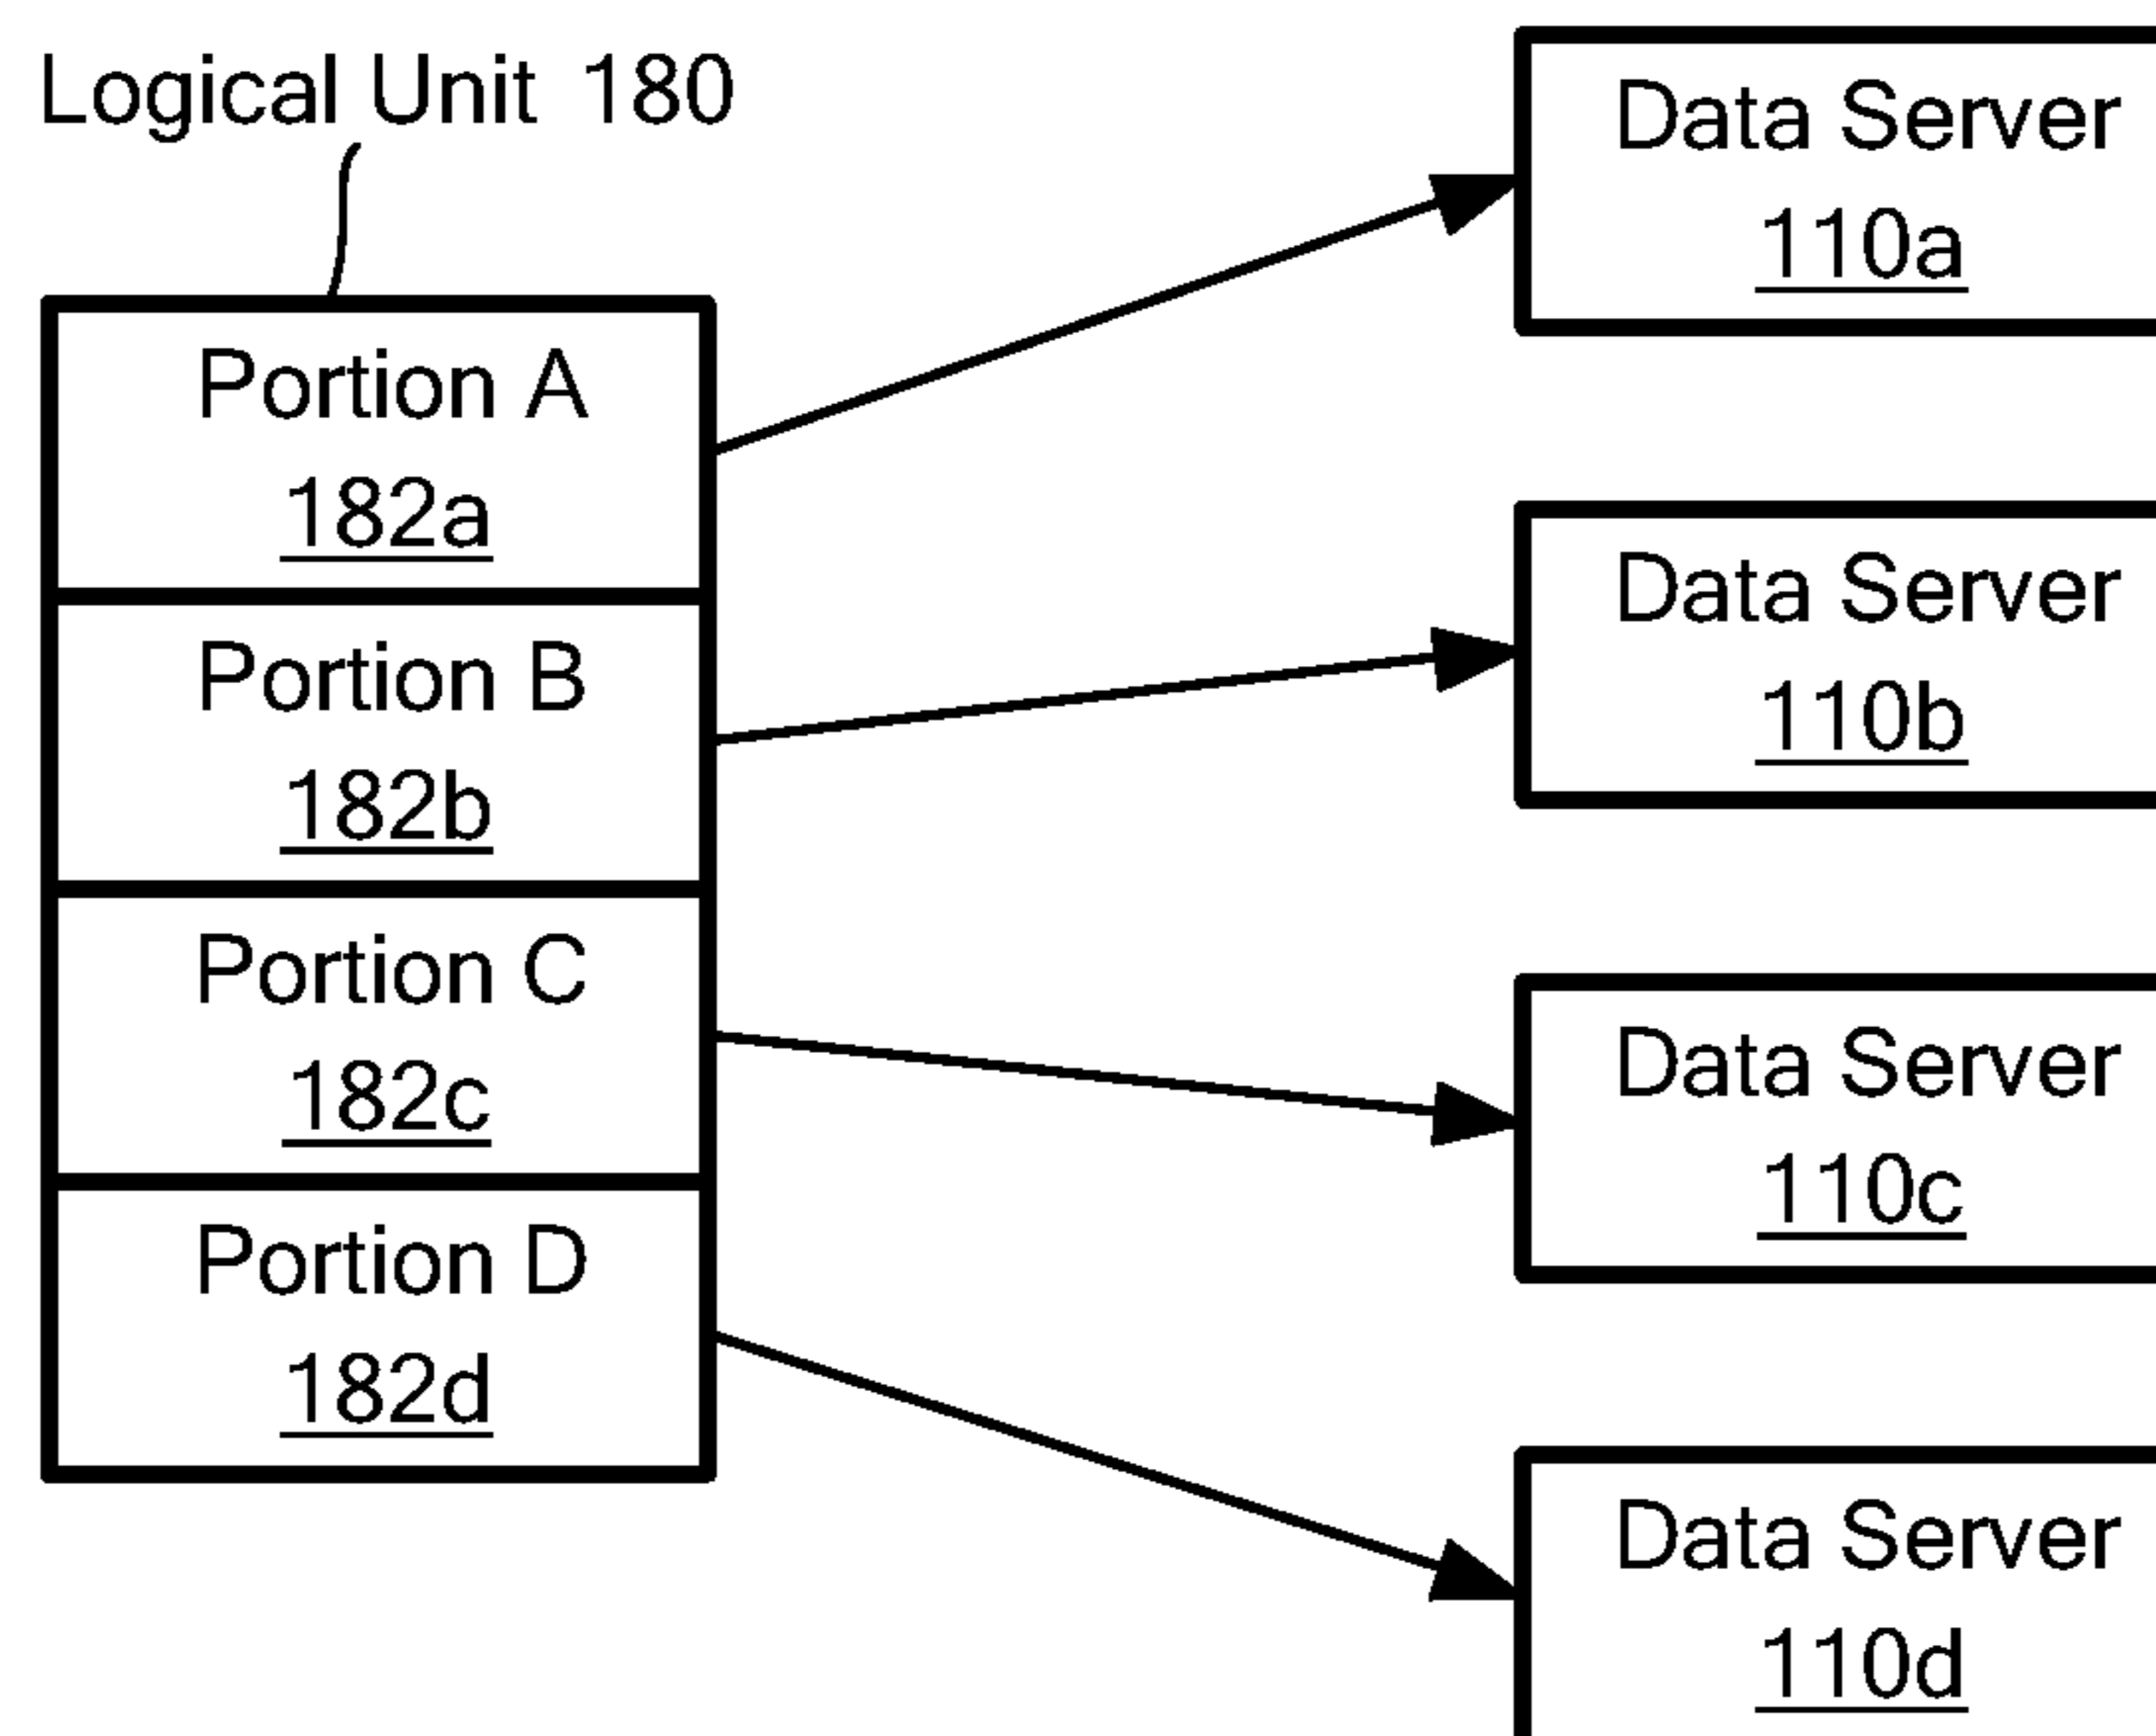 Logical Unit 180
Portion A
182a
Portion B
182b
Portion C
182c
Portion D
182d
Data Server
110a
Data Server
110b
Data Server
110c
Data Server
110d